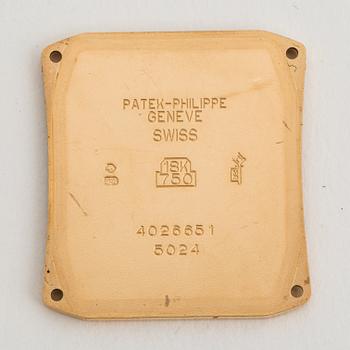 PATEK-PHILIPPE
GENEVE
SWISS
18K
750
4026651
5024